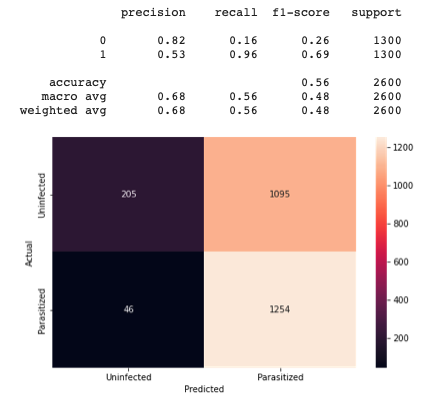 precision recall f1-score support
0 0.82 0.16 0.26 1300
1 0.53 0.96 0.69 1300
accuracy 0.56 2600
macro avg 0.68 0.56 0.48 2600
weighted avg 0.68 0.56 0.48 2600
Actual
Uninfected
205 1095
Parasitized
46 1254
Uninfected Parasitized
Predicted
1200
1000
800
600
400
200